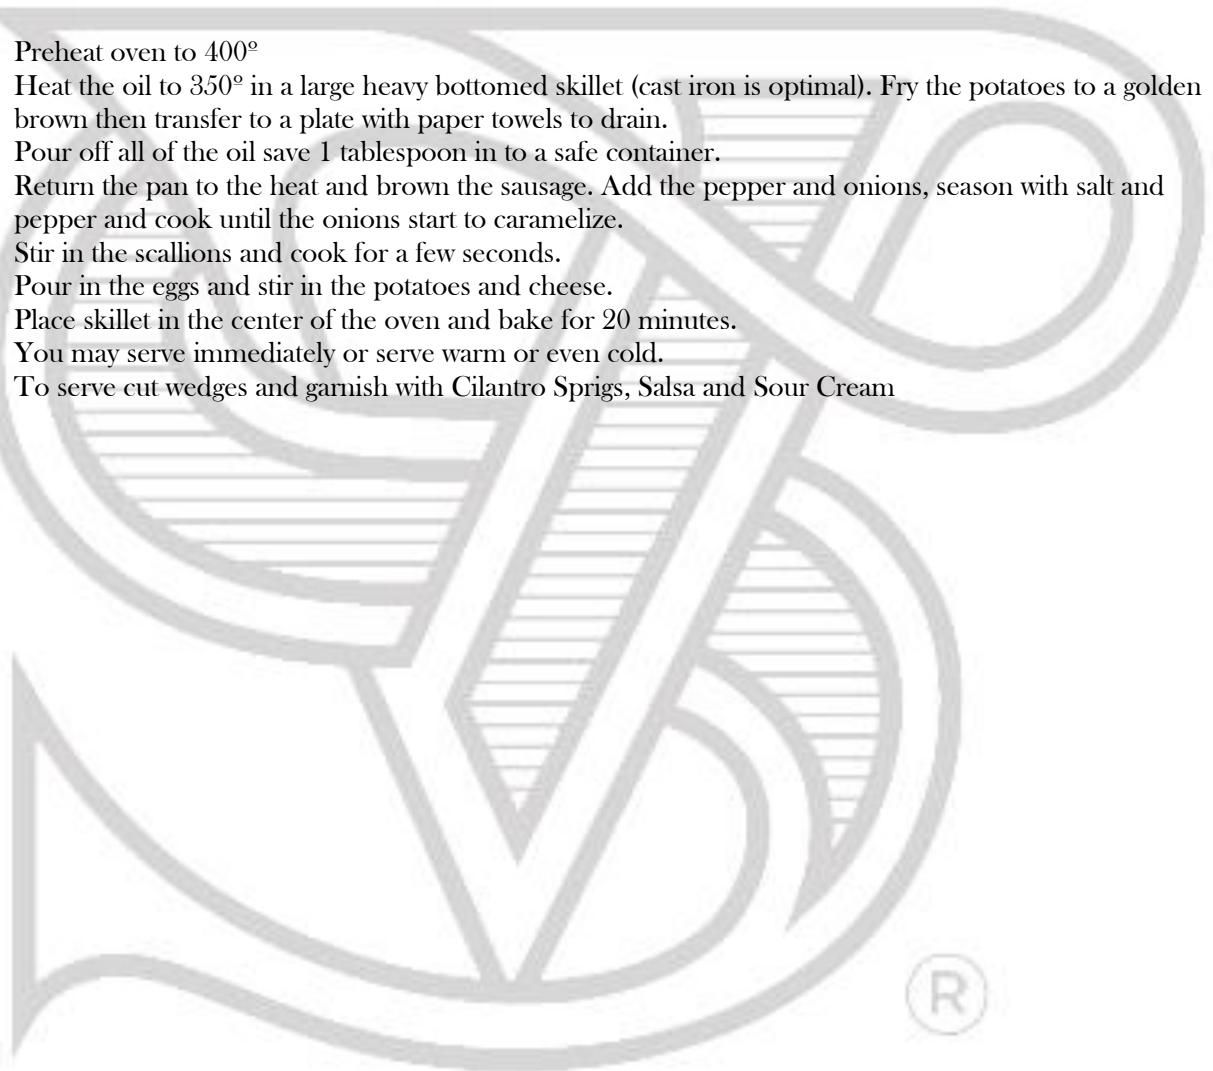 Preheat oven to 400º
Heat the oil to 350º in a large heavy bottomed skillet (cast iron is optimal). Fry the potatoes to a golden
brown then transfer to a plate with paper towels to drain.
Pour off all of the oil save 1 tablespoon in to a safe container.
Return the pan to the heat and brown the sausage. Add the pepper and onions, season with salt and
pepper and cook until the onions start to caramelize.
Stir in the scallions and cook for a few seconds.
Pour in the eggs and stir in the potatoes and cheese.
Place skillet in the center of the oven and bake for 20 minutes.
You may serve immediately or serve warm or even cold.
To serve cut wedges and garnish with Cilantro Sprigs, Salsa and Sour Cream
®